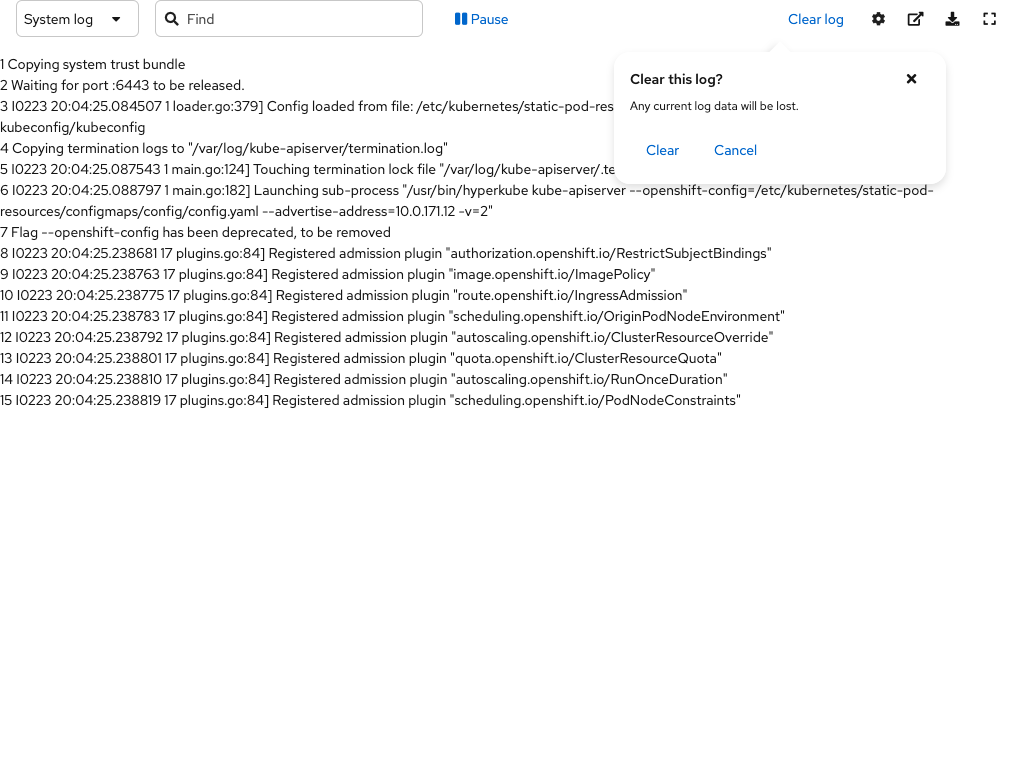 System log
Find
Pause
Clear log
Clear this log?
Any current log data will be lost.
Clear
Cancel
1 Copying system trust bundle
2 Waiting for port :6443 to be released.
3 I0223 20:04:25.084507 1 loader.go:379] Config loaded from file: /etc/kubernetes/static-pod-res
kubeconfig/kubeconfig
4 Copying termination logs to "/var/log/kube-apiserver/termination.log"
5 I0223 20:04:25.087543 1 main.go:124] Touching termination lock file "/var/log/kube-apiserver/.te
6 I0223 20:04:25.088797 1 main.go:182] Launching sub-process "/usr/bin/hyperkube kube-apiserver --openshift-config=/etc/kubernetes/static-pod-
resources/configmaps/config/config.yaml --advertise-address=10.0.171.12 -v=2"
7 Flag --openshift-config has been deprecated, to be removed
8 I0223 20:04:25.238681 17 plugins.go:84] Registered admission plugin "authorization.openshift.io/RestrictSubjectBindings"
9 I0223 20:04:25.238763 17 plugins.go:84] Registered admission plugin "image.openshift.io/ImagePolicy"
10 I0223 20:04:25.238775 17 plugins.go:84] Registered admission plugin "route.openshift.io/IngressAdmission"
11 I0223 20:04:25.238783 17 plugins.go:84] Registered admission plugin "scheduling.openshift.io/OriginPodNodeEnvironment"
12 I0223 20:04:25.238792 17 plugins.go:84] Registered admission plugin "autoscaling.openshift.io/ClusterResourceOverride"
13 I0223 20:04:25.238801 17 plugins.go:84] Registered admission plugin "quota.openshift.io/ClusterResourceQuota"
14 I0223 20:04:25.238810 17 plugins.go:84] Registered admission plugin "autoscaling.openshift.io/RunOnceDuration"
15 I0223 20:04:25.238819 17 plugins.go:84] Registered admission plugin "scheduling.openshift.io/PodNodeConstraints"